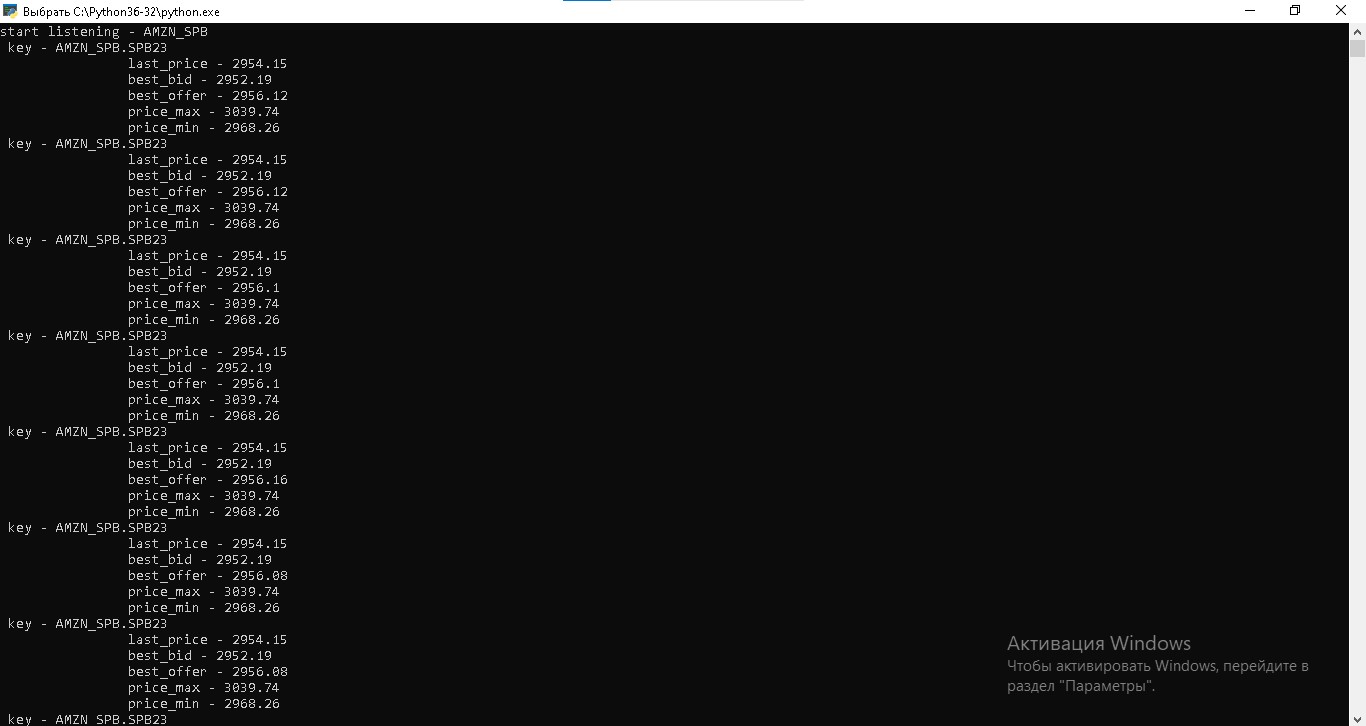 Выбрать C:\Python36-32\python.exe
start listening - AMZN_SPB
key - AMZN_SPB.SPB23
last_price - 2954.15
best_bid - 2952.19
best_offer - 2956.12
price_max - 3039.74
price_min - 2968.26
key - AMZN_SPB.SPB23
last_price - 2954.15
best_bid - 2952.19
best_offer - 2956.12
price_max - 3039.74
price_min - 2968.26
key - AMZN_SPB.SPB23
last_price - 2954.15
best_bid - 2952.19
best_offer - 2956.1
price_max - 3039.74
price_min - 2968.26
key - AMZN_SPB.SPB23
last_price - 2954.15
best_bid - 2952.19
best_offer - 2956.1
price_max - 3039.74
price_min - 2968.26
key - AMZN_SPB.SPB23
last_price - 2954.15
best_bid - 2952.19
best_offer - 2956.16
price_max - 3039.74
price_min - 2968.26
key - AMZN_SPB.SPB23
last_price - 2954.15
best_bid - 2952.19
best_offer - 2956.08
price_max - 3039.74
price_min - 2968.26
key - AMZN_SPB.SPB23
last_price - 2954.15
best_bid - 2952.19
best_offer - 2956.08
price_max - 3039.74
price_min - 2968.26
key - AMZN_SPB.SPB23
Активация Windows
Чтобы активировать Windows, перейдите в
раздел "Параметры".